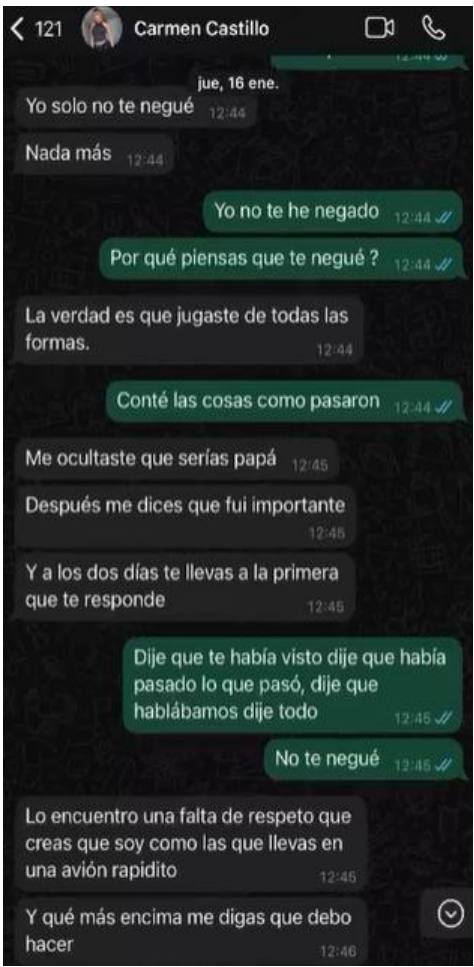 121 Carmen Castillo
jue, 16 ene.
Yo solo no te negué 12:44
Nada más 12:44
Yo no te he negado 12:44
Por qué piensas que te negué ? 12:44
La verdad es que jugaste de todas las
formas. 12:44
Conté las cosas como pasaron 12:44
Me ocultaste que serías papá 12:45
Después me dices que fui importante
12:45
Y a los dos días te llevas a la primera
que te responde 12:45
Dije que te había visto dije que había
pasado lo que pasó, dije que
hablábamos dije todo 12:45
No te negué 12:45
Lo encuentro una falta de respeto que
creas que soy como las que llevas en
una avión rapidito 12:45
Y qué más encima me digas que debo
hacer 12:46